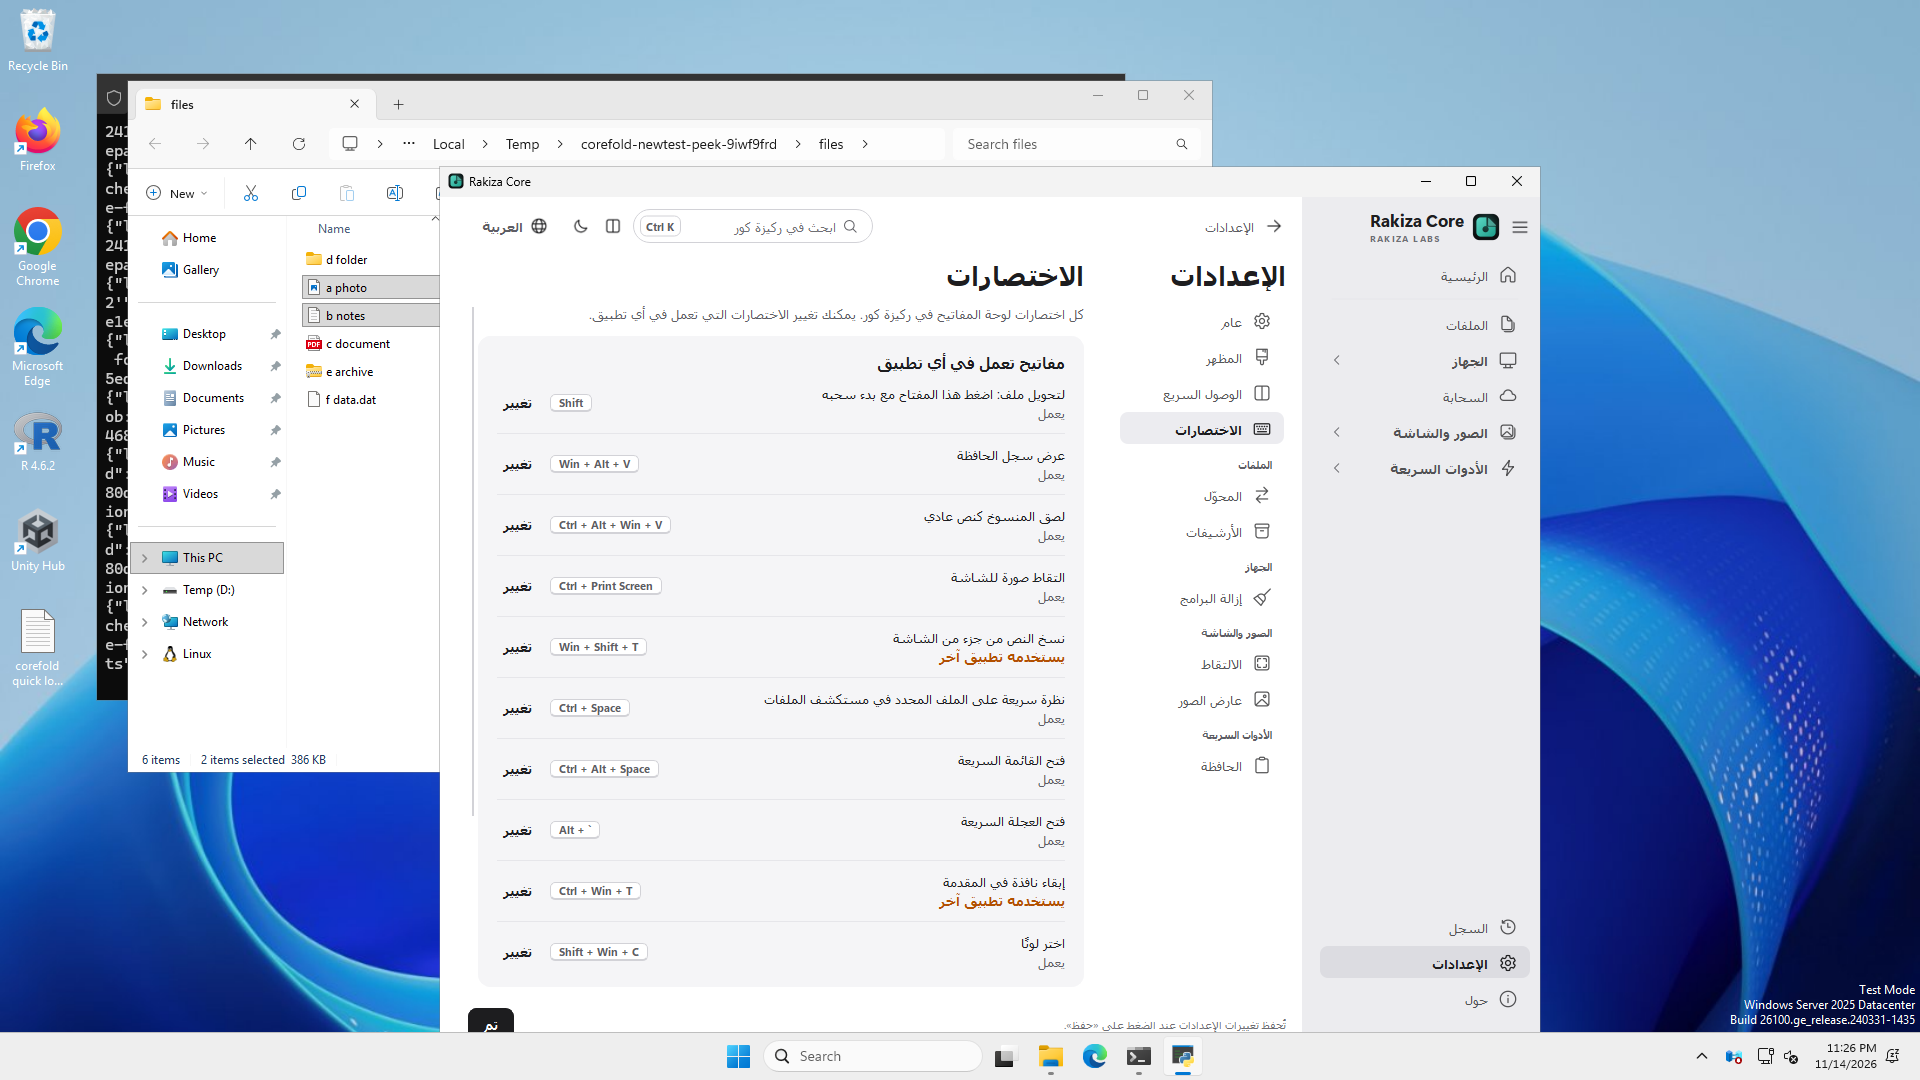 Recycle Bin
Firefox
Google
Chrome
Microsoft
Edge
R 4.6.2
Unity Hub
corefold
quick lo...
files
Local
Temp
corefold-newtest-peek-9iwf9frd
files
Search files
New
Home
Gallery
Desktop
Downloads
Documents
Pictures
Music
Videos
This PC
Temp (D:)
Network
Linux
Name
d folder
a photo
b notes
c document
e archive
f data.dat
6 items
2 items selected 386 KB
Rakiza Core
Rakiza Core
RAKIZA LABS
الرئيسية
الملفات
الجهاز
السحابة
الصور والشاشة
الأدوات السريعة
السجل
الإعدادات
حول
الإعدادات
ابحث في ركيزة كور
Ctrl K
العربية
الإعدادات
عام
المظهر
الوصول السريع
الاختصارات
الملفات
المحوّل
الأرشيفات
الجهاز
إزالة البرامج
الصور والشاشة
الالتقاط
عارض الصور
الأدوات السريعة
الحافظة
الاختصارات
كل اختصارات لوحة المفاتيح في ركيزة كور. يمكنك تغيير الاختصارات التي تعمل في أي تطبيق.
مفاتيح تعمل في أي تطبيق
لتحويل ملف: اضغط هذا المفتاح مع بدء سحبه
يعمل
Shift
تغيير
عرض سجل الحافظة
يعمل
Win + Alt + V
تغيير
لصق المنسوخ كنص عادي
يعمل
Ctrl + Alt + Win + V
تغيير
التقاط صورة للشاشة
يعمل
Ctrl + Print Screen
تغيير
نسخ النص من جزء من الشاشة
يستخدمه تطبيق آخر
Win + Shift + T
تغيير
نظرة سريعة على الملف المحدد في مستكشف الملفات
يعمل
Ctrl + Space
تغيير
فتح القائمة السريعة
يعمل
Ctrl + Alt + Space
تغيير
فتح العجلة السريعة
يعمل
Alt + `
تغيير
إبقاء نافذة في المقدمة
يستخدمه تطبيق آخر
Ctrl + Win + T
تغيير
اختر لونًا
يعمل
Shift + Win + C
تغيير
تُحفظ تغييرات الإعدادات عند الضغط على «حفظ».
تم
Test Mode
Windows Server 2025 Datacenter
Build 26100.ge_release.240331-1435
Search
11:26 PM
11/14/2026